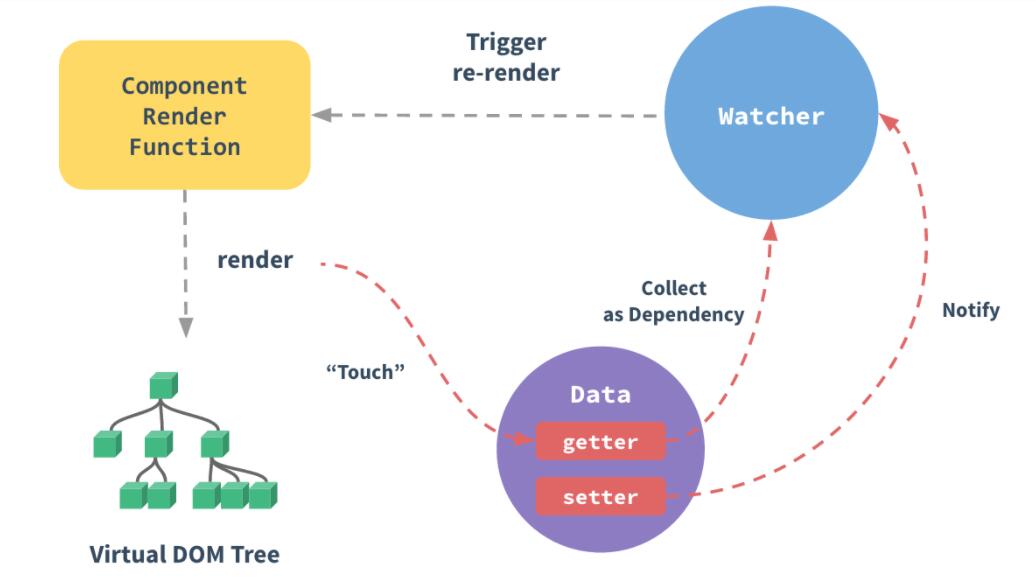 Trigger
re-render
Component
Render
Function
Watcher
render
Collect
as Dependency
Notify
“Touch”
Data
getter
setter
Virtual DOM Tree